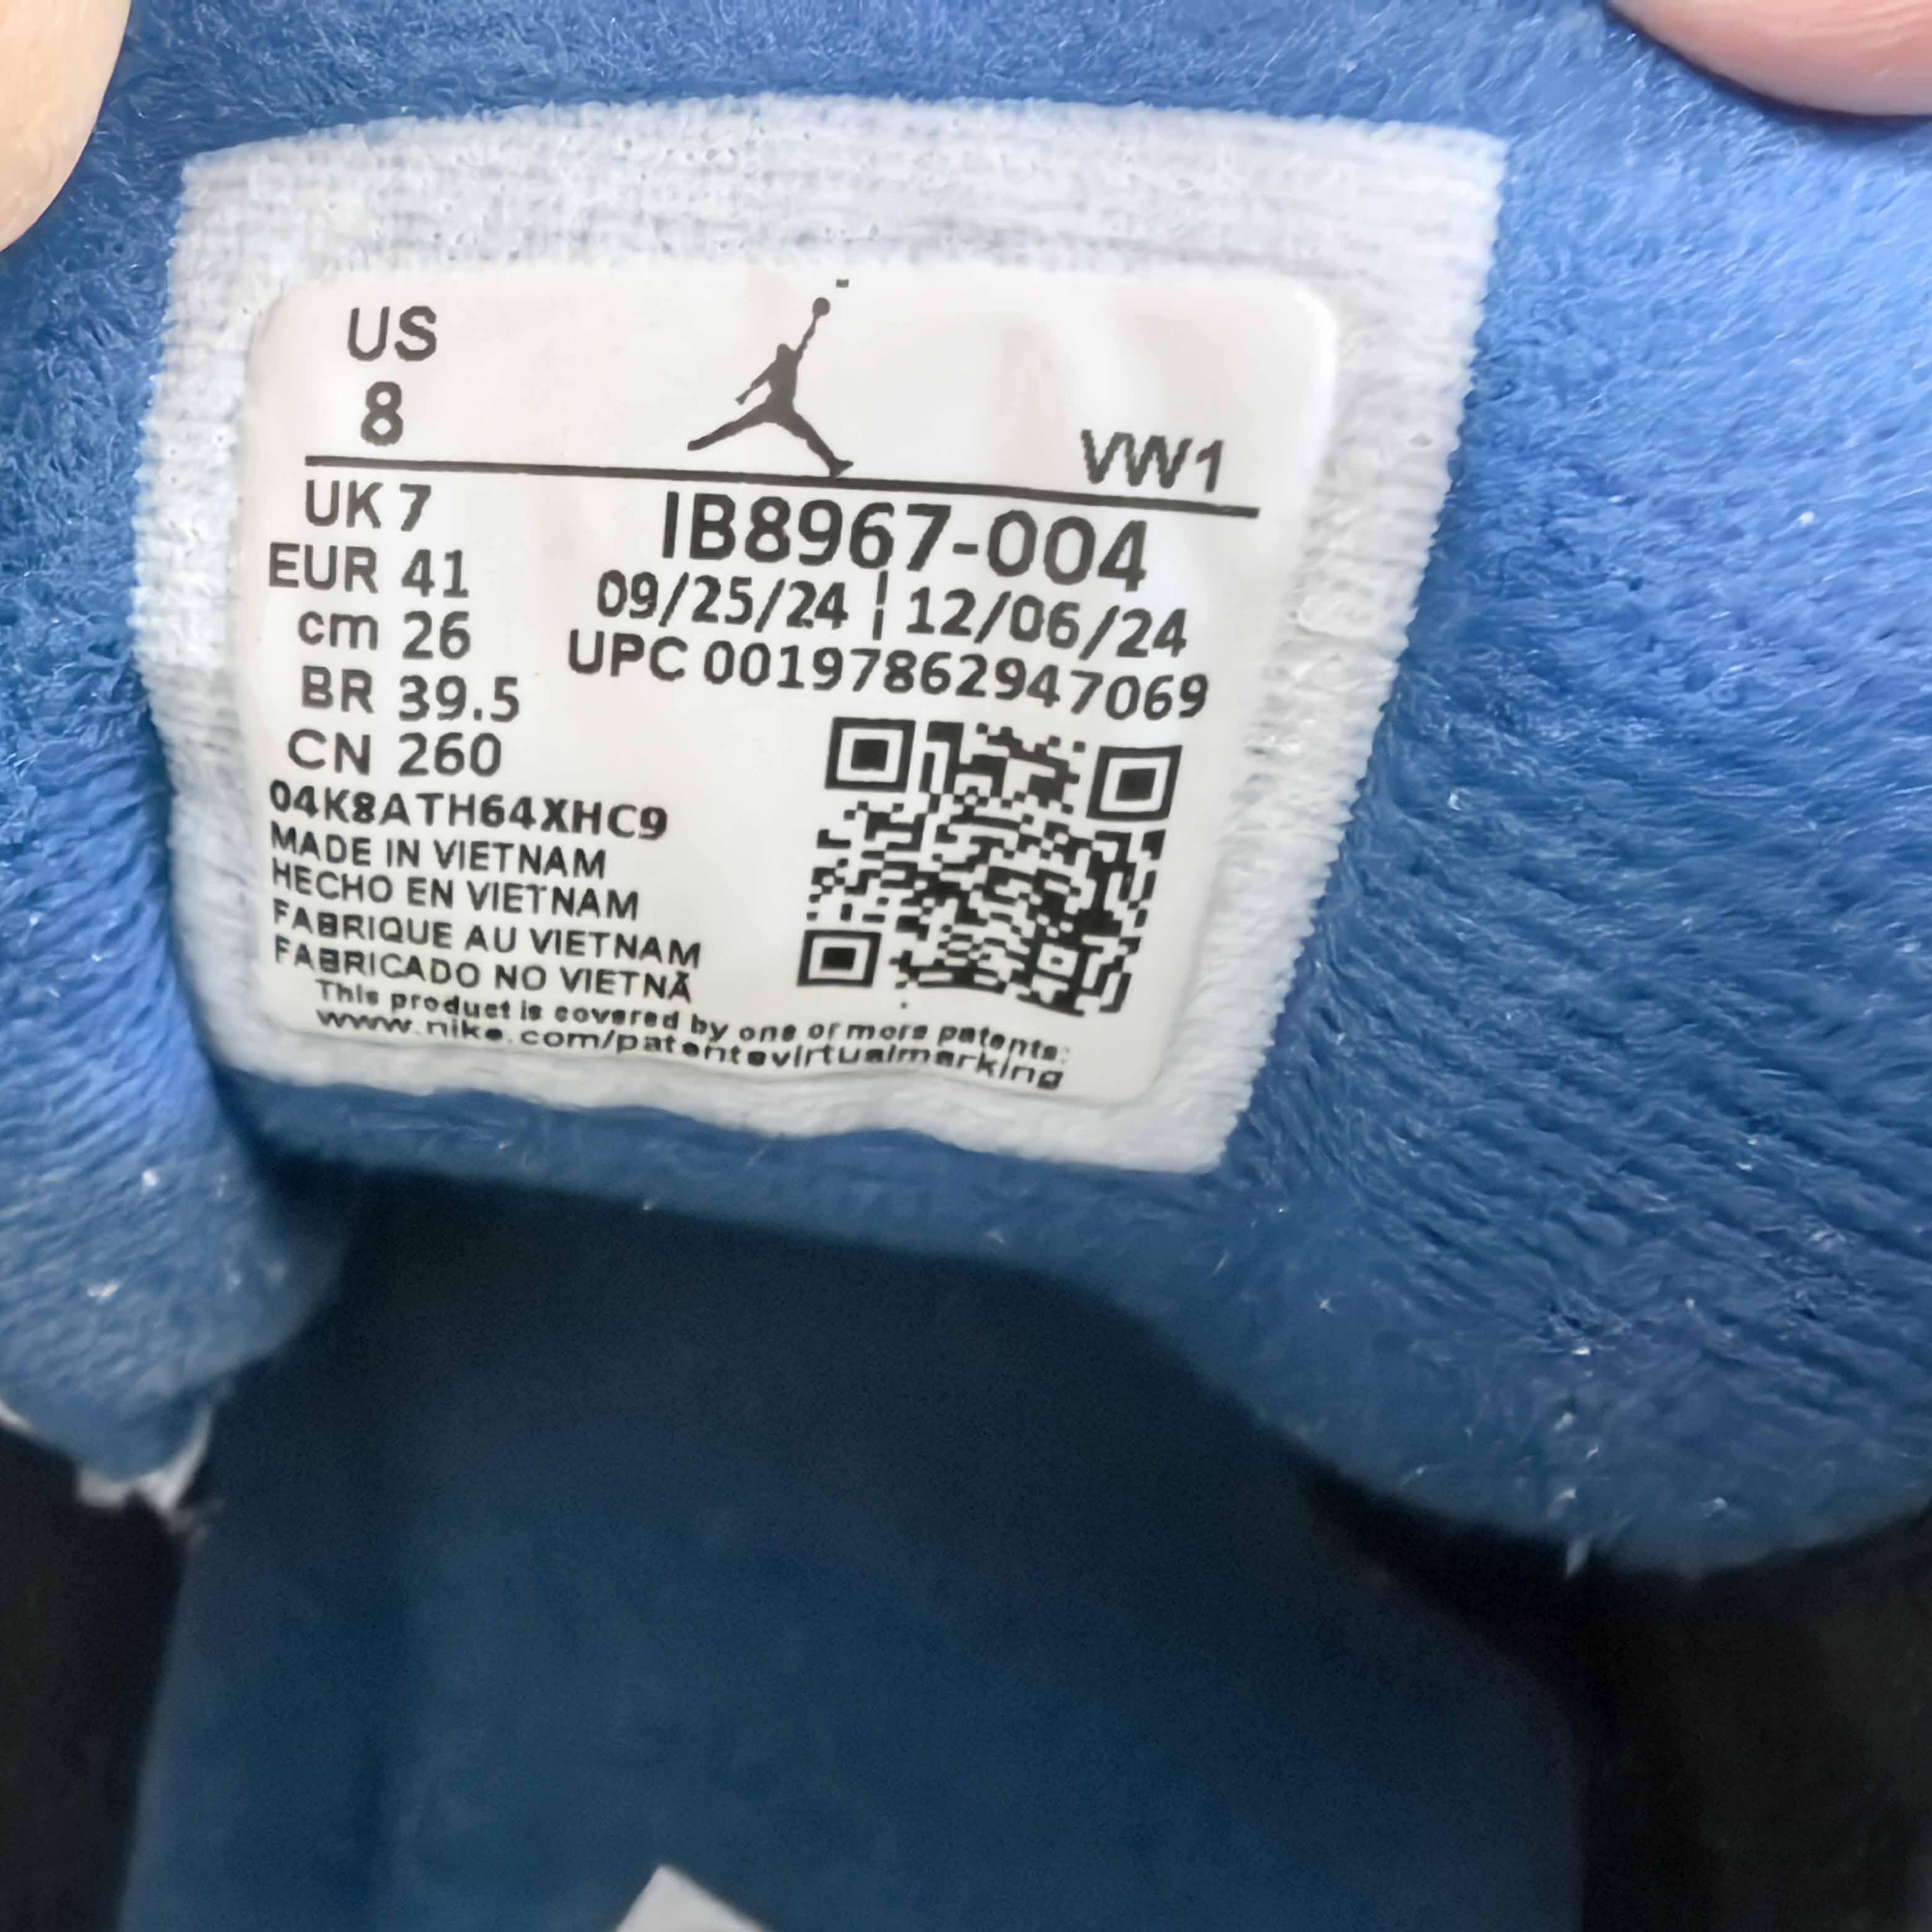 US
8
VW1
UK 7
EUR 41
cm 26
BR 39.5
CN 260
IB8967-004
09/25/24 | 12/06/24
UPC 00197862947069
04K8ATH64XHC9
MADE IN VIETNAM
HECHO EN VIETNAM
FABRIQUE AU VIETNAM
FABRICADO NO VIETNÃ
This product is covered by one or more patents:
www.nike.com/patentsvirtualmarking